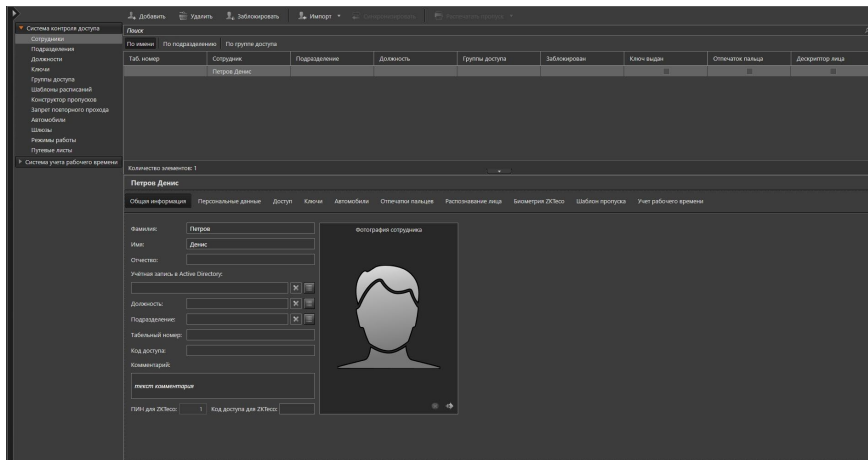 Добавить Удалить Заблокировать Импорт
Система контроля доступа
Сотрудники
Подразделения
Должности
Ключи
Группы доступа
Шаблоны расписаний
Конструктор пропусков
Запрет повторного прохода
Автомобили
Шлюзы
Режимы работы
Путевые листы
Система учета рабочего времени
Поиск
По имени По подразделению По группе доступа
Таб. номер Сотрудник Подразделение Должность Группы доступа Заблокирован Ключ выдан Отпечаток пальца Дескриптор лица
Петров Денис
Количество элементов: 1
Петров Денис
Общая информация Персональные данные Доступ Ключи Автомобили Отпечатки пальцев Распознавание лица Биометрия ZKTeco Шаблон пропуска Учет рабочего времени
Фамилия: Петров
Имя: Денис
Отчество:
Учётная запись в Active Directory:
Должность:
Подразделение:
Табельный номер:
Код доступа:
Комментарий:
текст комментария
ПИН для ZKTeco: 1 Код доступа для ZKTeco:
Фотография сотрудника